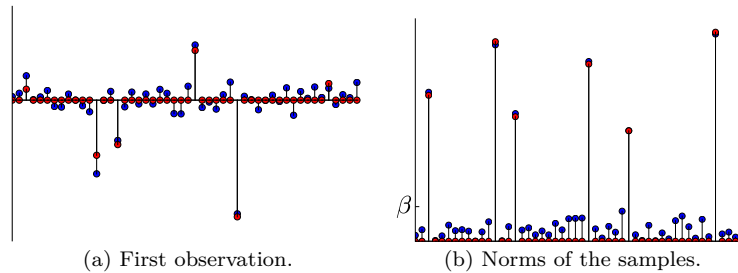 β
(a) First observation.
(b) Norms of the samples.